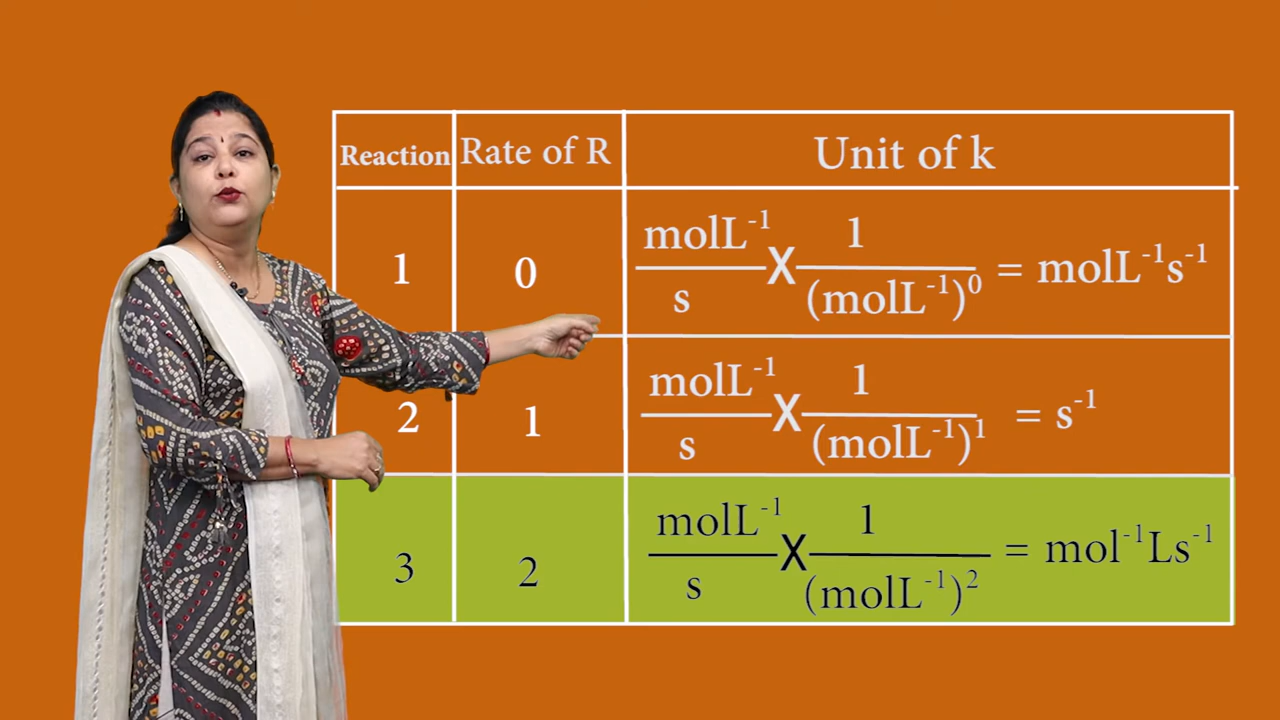 Reaction Rate of R Unit of k
1 0 molL⁻¹/s X 1/(molL⁻¹)⁰ = molL⁻¹s⁻¹
2 1 molL⁻¹/s X 1/(molL⁻¹)¹ = s⁻¹
3 2 molL⁻¹/s X 1/(molL⁻¹)² = mol⁻¹Ls⁻¹